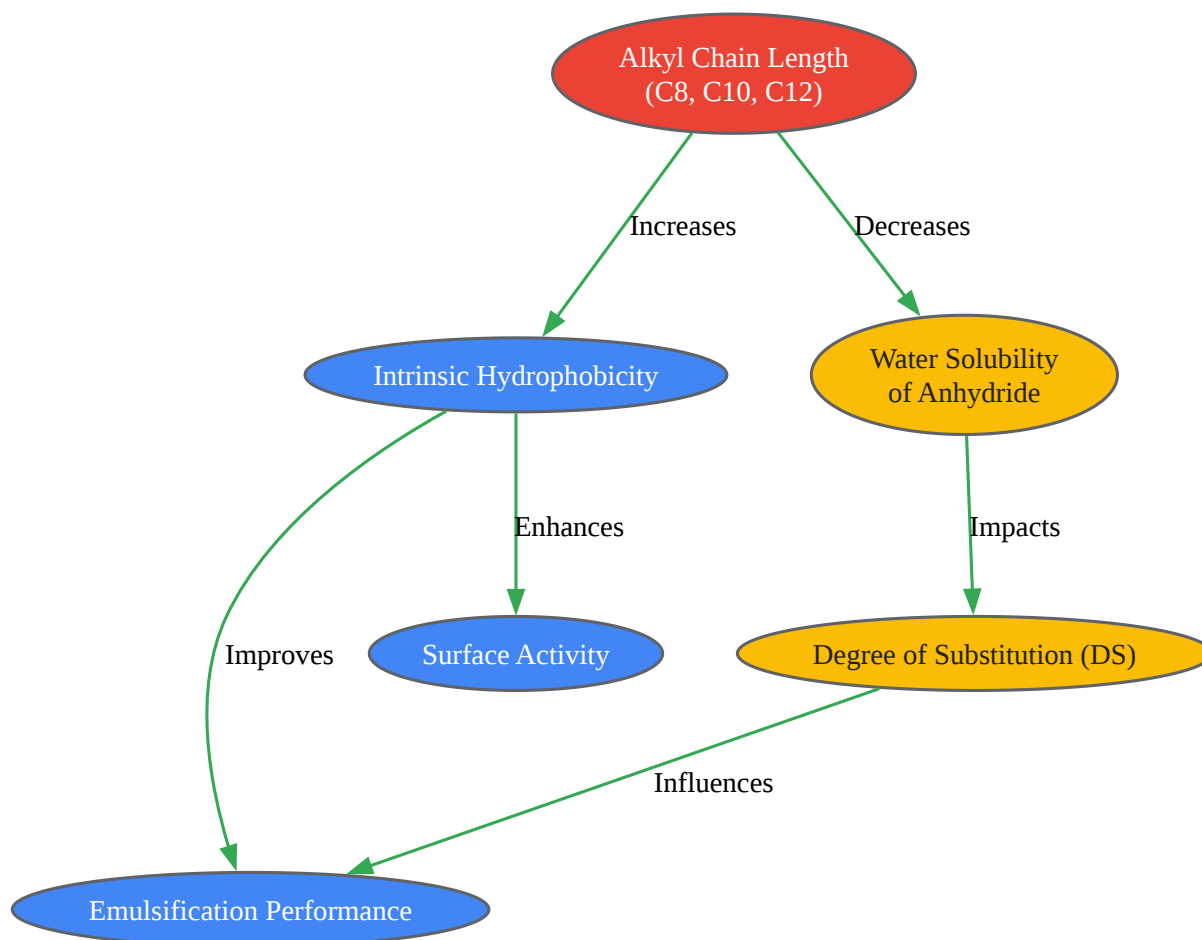 Alkyl Chain Length
(C8, C10, C12)
Increases
Decreases
Intrinsic Hydrophobicity
Water Solubility
of Anhydride
Enhances
Impacts
Improves
Surface Activity
Degree of Substitution (DS)
Influences
Emulsification Performance